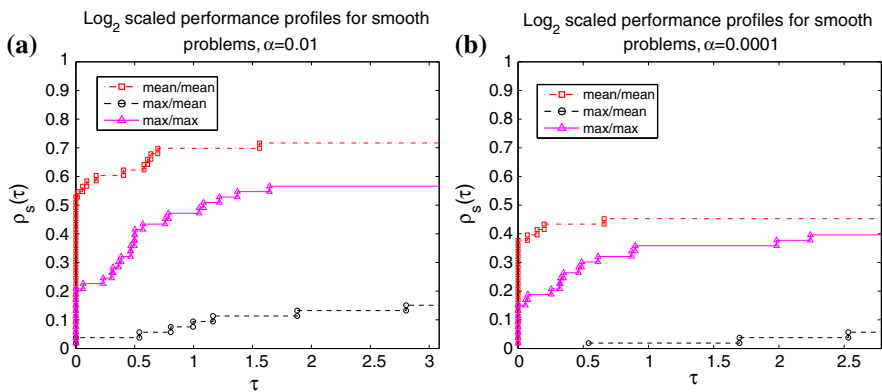 Log2 scaled performance profiles for smooth
problems, α=0.01
(a)
1
0.9
0.8
0.7
0.6
0.5
0.4
0.3
0.2
0.1
0
ρs(τ)
mean/mean
max/mean
max/max
0 0.5 1 1.5 2 2.5 3
τ
Log2 scaled performance profiles for smooth
problems, α=0.0001
(b)
1
0.9
0.8
0.7
0.6
0.5
0.4
0.3
0.2
0.1
0
ρs(τ)
mean/mean
max/mean
max/max
0 0.5 1 1.5 2 2.5
τ